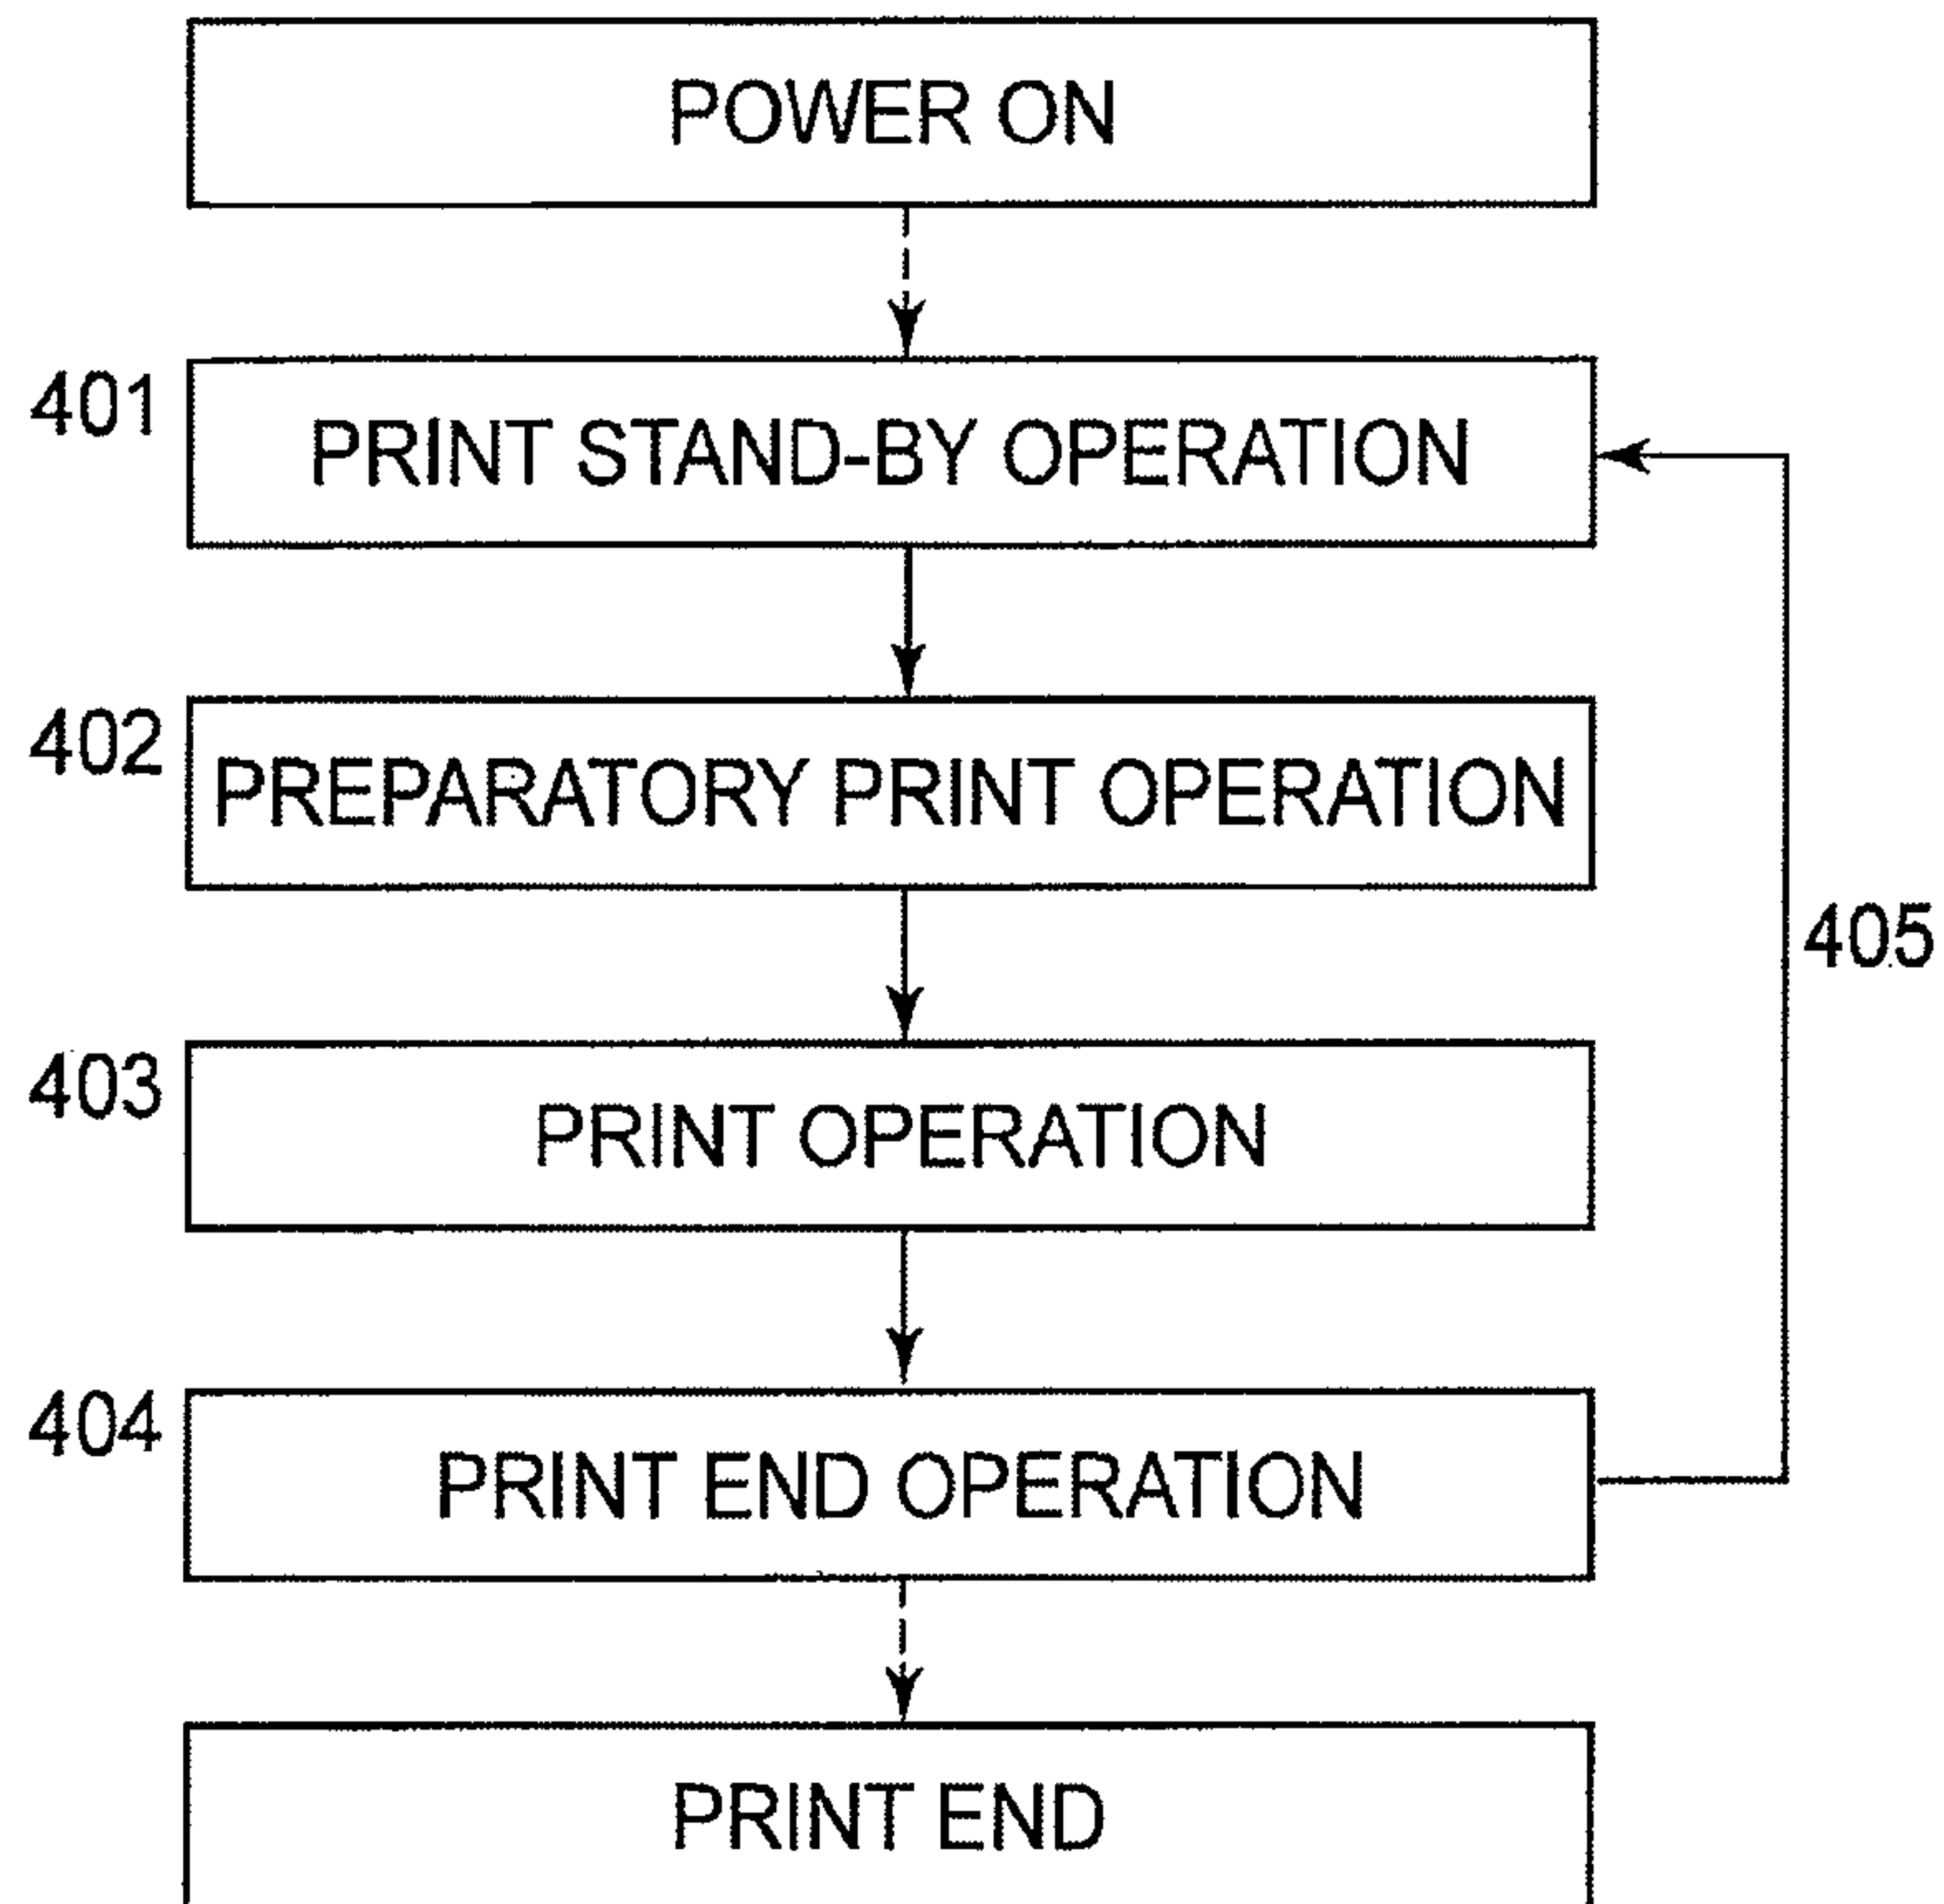 POWER ON
401
PRINT STAND-BY OPERATION
402
PREPARATORY PRINT OPERATION
405
403
PRINT OPERATION
404
PRINT END OPERATION
PRINT END